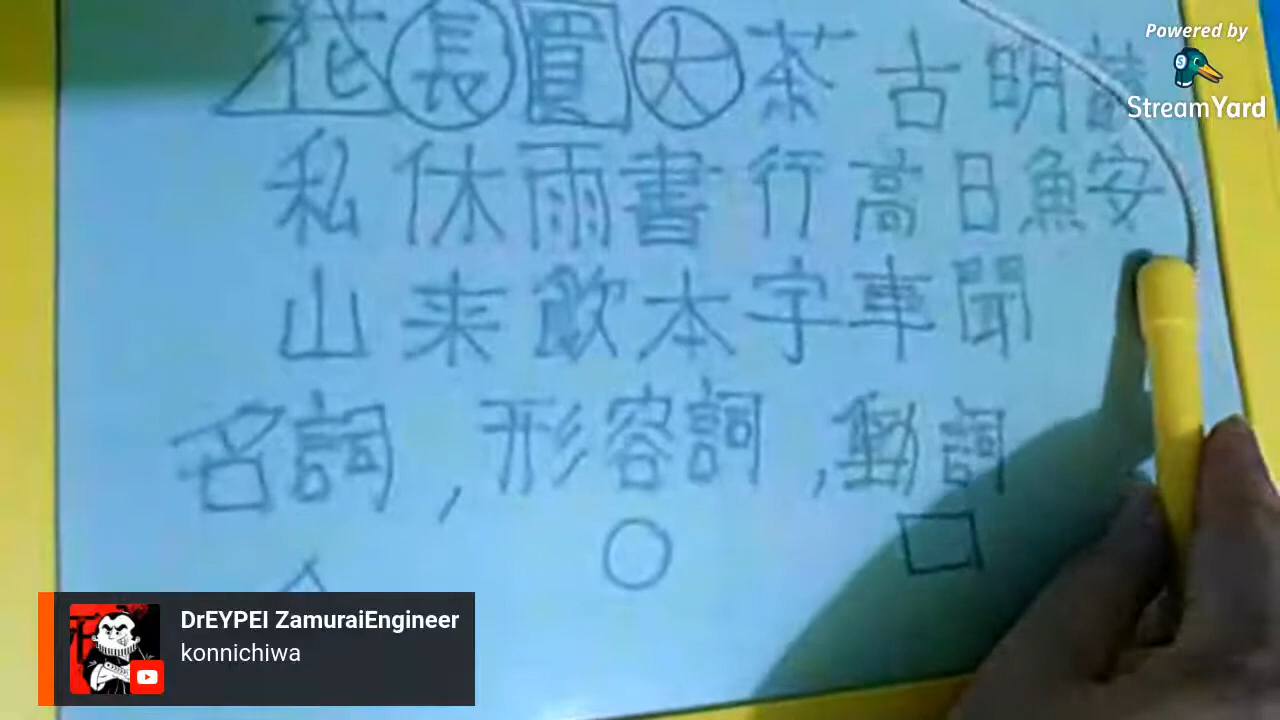 Powered by
StreamYard
花 長 買 大 茶 古 明 読
私 休 雨 書 行 高 日 魚 安
山 来 飲 本 字 車 聞
名詞 , 形容詞 , 動詞
DrEYPEI ZamuraiEngineer
konnichiwa